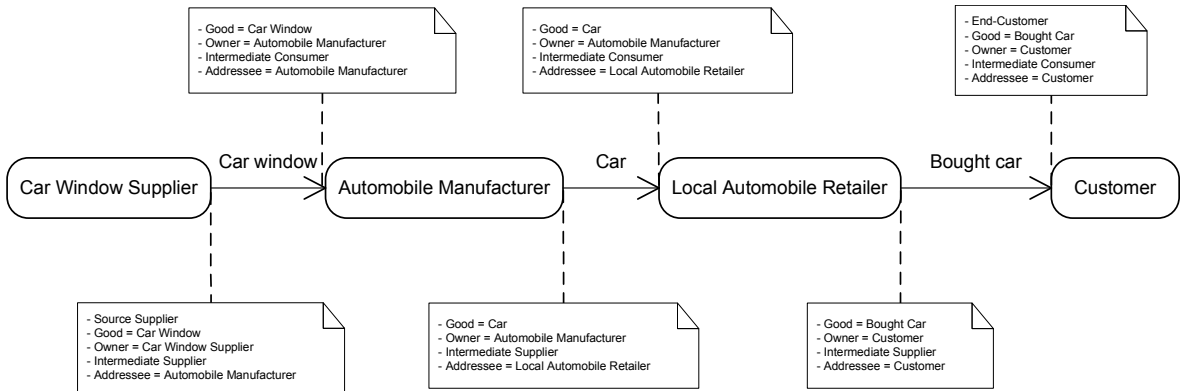 - Good = Car Window
- Owner = Automobile Manufacturer
- Intermediate Consumer
- Addressee = Automobile Manufacturer
- Good = Car
- Owner = Automobile Manufacturer
- Intermediate Consumer
- Addressee = Local Automobile Retailer
- End-Customer
- Good = Bought Car
- Owner = Customer
- Intermediate Consumer
- Addressee = Customer
Car window
Car
Bought car
Car Window Supplier
Automobile Manufacturer
Local Automobile Retailer
Customer
- Source Supplier
- Good = Car Window
- Owner = Car Window Supplier
- Intermediate Supplier
- Addressee = Automobile Manufacturer
- Good = Car
- Owner = Automobile Manufacturer
- Intermediate Supplier
- Addressee = Local Automobile Retailer
- Good = Bought Car
- Owner = Customer
- Intermediate Supplier
- Addressee = Customer